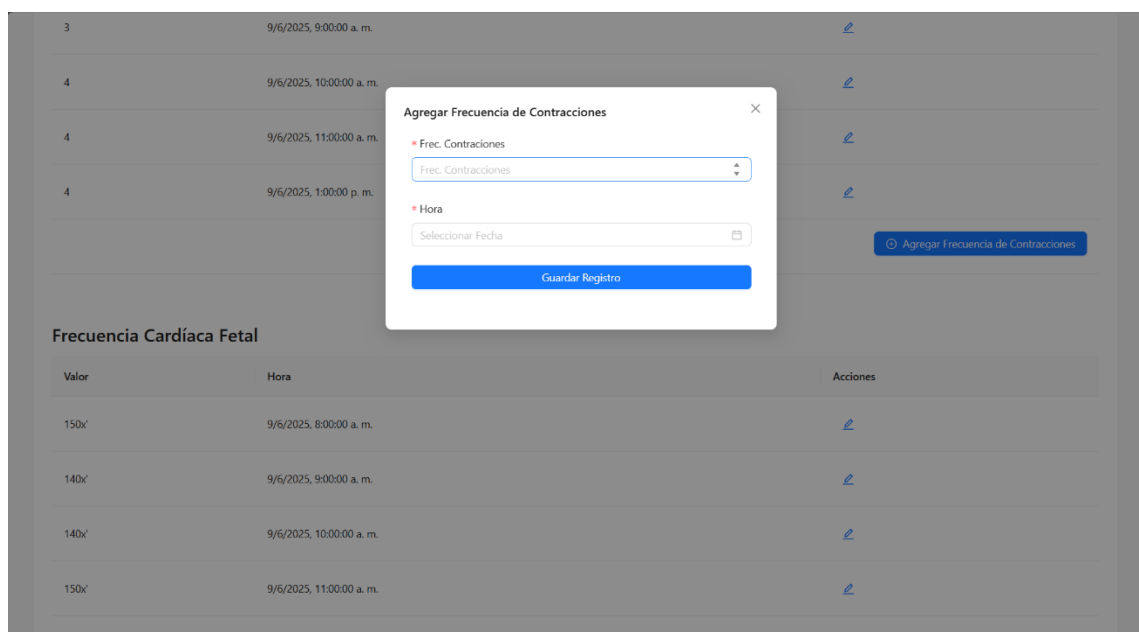 3 9/6/2025, 9:00:00 a. m.
4 9/6/2025, 10:00:00 a. m.
Agregar Frecuencia de Contracciones
4 9/6/2025, 11:00:00 a. m.
* Frec. Contraciones
Frec. Contracciones
4 9/6/2025, 1:00:00 p. m.
* Hora
Seleccionar Fecha
Agregar Frecuencia de Contracciones
Guardar Registro
Frecuencia Cardíaca Fetal
Valor Hora Acciones
150x' 9/6/2025, 8:00:00 a. m.
140x' 9/6/2025, 9:00:00 a. m.
140x' 9/6/2025, 10:00:00 a. m.
150x' 9/6/2025, 11:00:00 a. m.